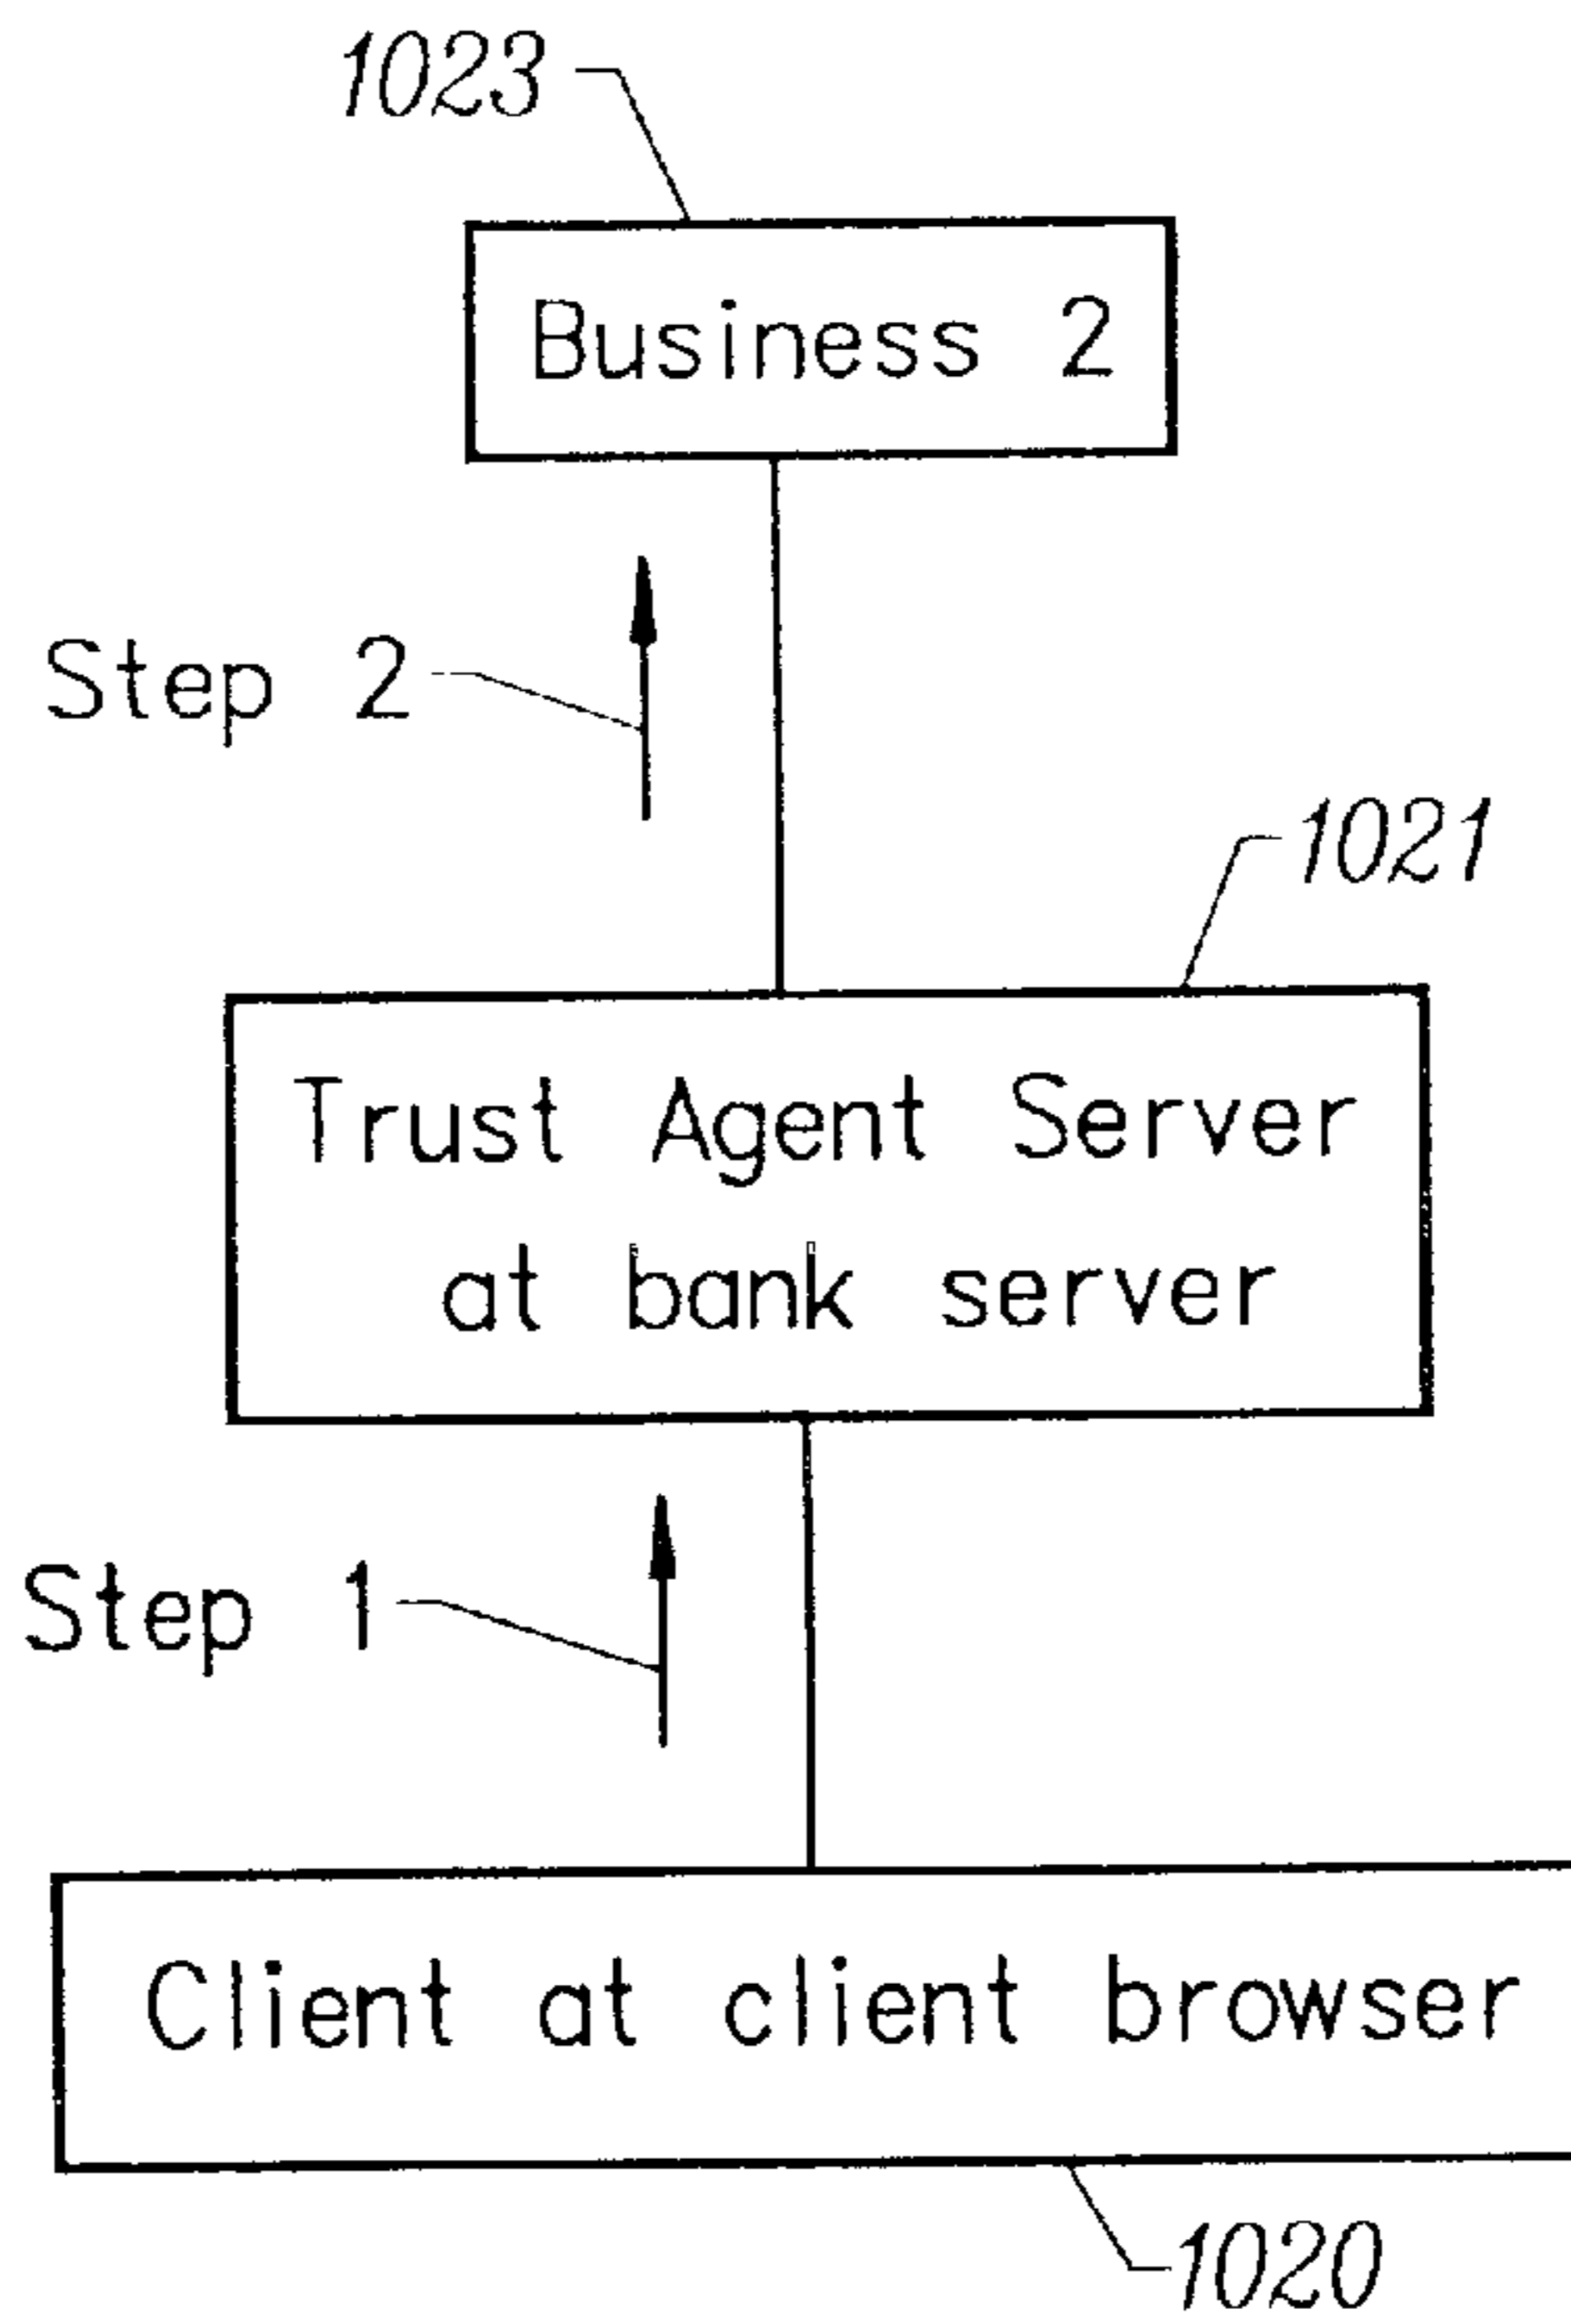 1023
Business 2
Step 2
1021
Trust Agent Server
at bank server
Step 1
Client at client browser
1020